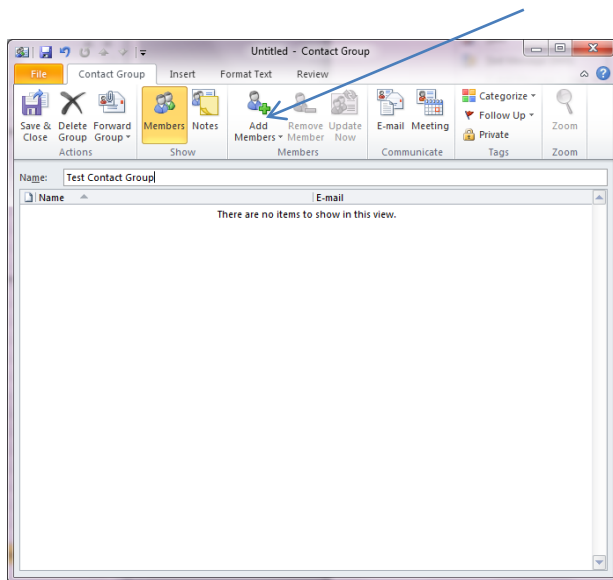 Untitled - Contact Group
File Contact Group Insert Format Text Review
Save & Close
Delete Group
Forward Group
Members
Notes
Add Members
Remove Member
Update Now
E-mail
Meeting
Categorize
Follow Up
Private
Zoom
Actions Show Members Communicate Tags Zoom
Name: Test Contact Group
Name E-mail
There are no items to show in this view.